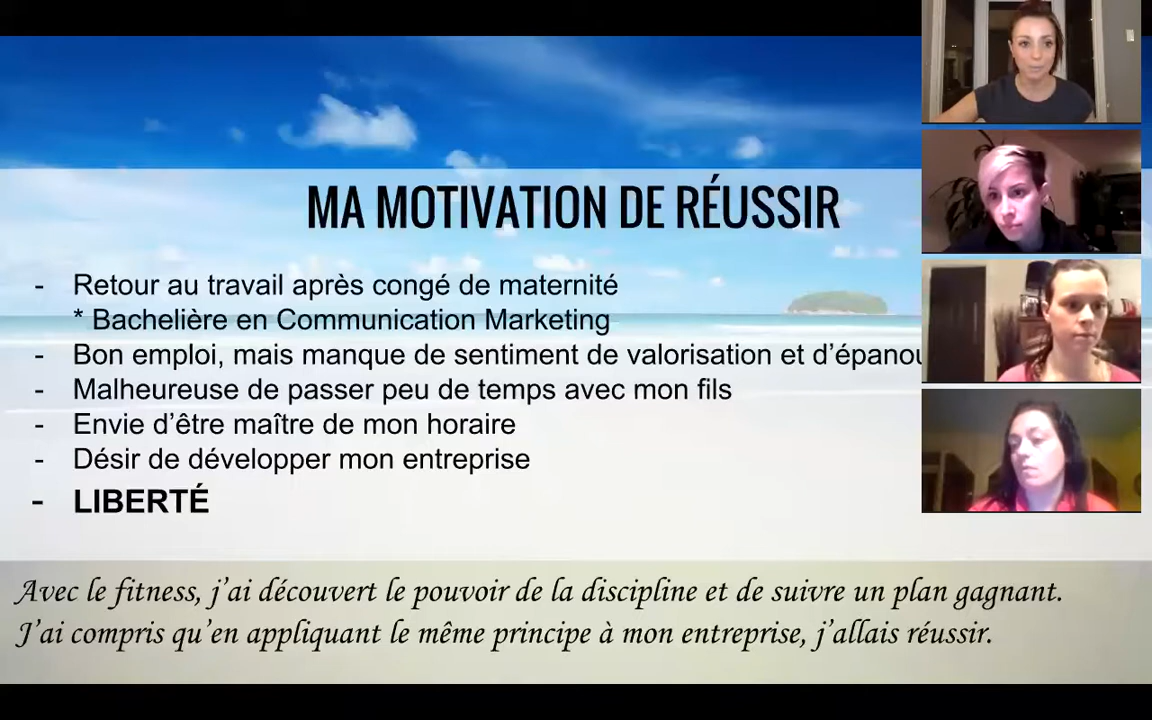 MA MOTIVATION DE RÉUSSIR
- Retour au travail après congé de maternité
* Bachelière en Communication Marketing
- Bon emploi, mais manque de sentiment de valorisation et d’épanou
- Malheureuse de passer peu de temps avec mon fils
- Envie d’être maître de mon horaire
- Désir de développer mon entreprise
- LIBERTÉ
Avec le fitness, j’ai découvert le pouvoir de la discipline et de suivre un plan gagnant.
J’ai compris qu’en appliquant le même principe à mon entreprise, j’allais réussir.